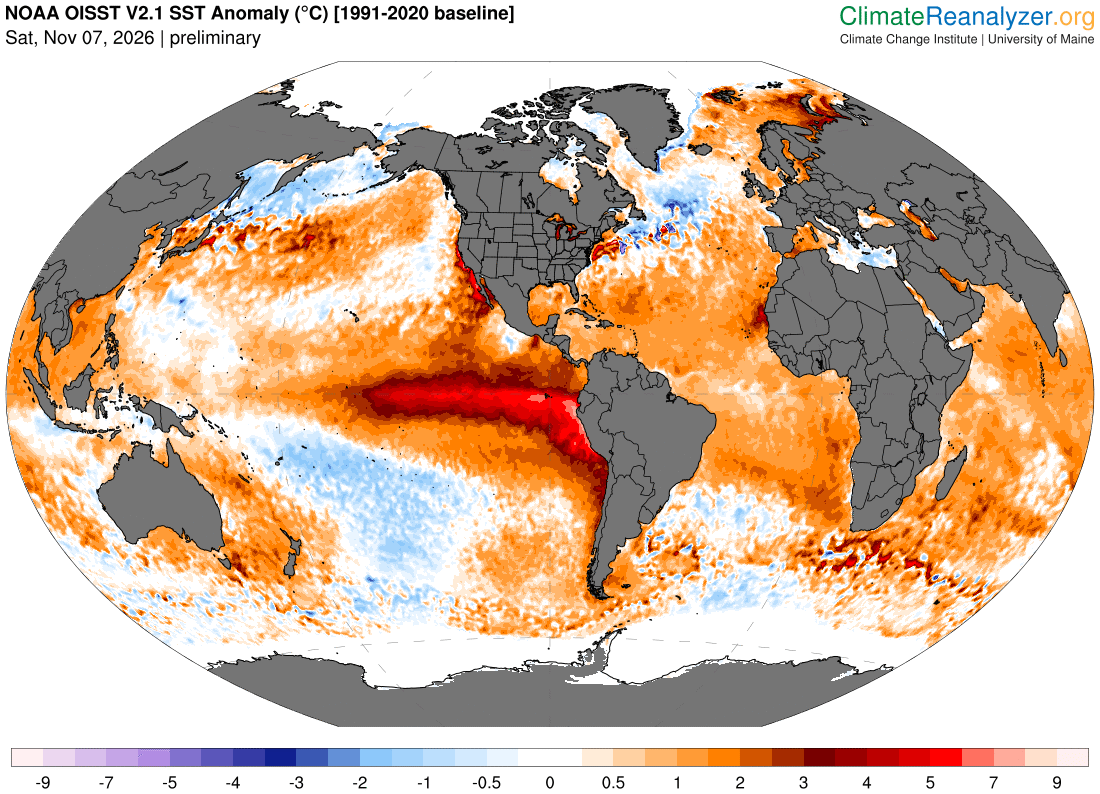 NOAA OISST V2.1 SST Anomaly (°C) [1991-2020 baseline]
Sat, Nov 07, 2026 | preliminary
ClimateReanalyzer.org
Climate Change Institute | University of Maine
-9 -7 -5 -4 -3 -2 -1 -0.5 0 0.5 1 2 3 4 5 7 9